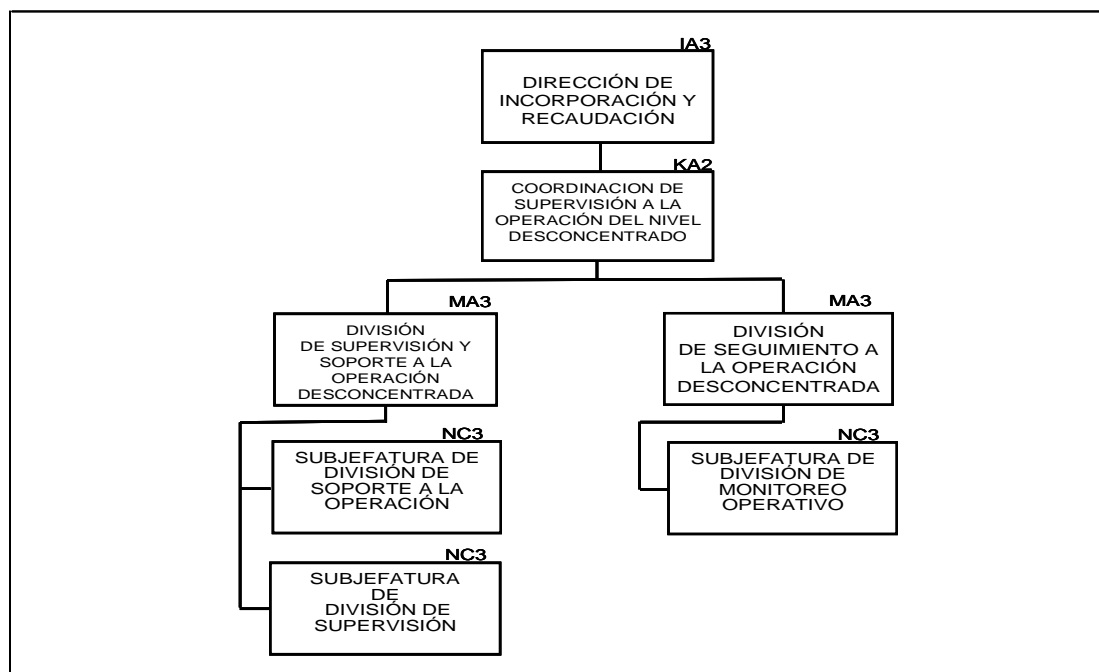 IA3
DIRECCIÓN DE
INCORPORACIÓN Y
RECAUDACIÓN
KA2
COORDINACION DE
SUPERVISIÓN A LA
OPERACIÓN DEL NIVEL
DESCONCENTRADO
MA3
DIVISIÓN
DE SUPERVISIÓN Y
SOPORTE A LA
OPERACIÓN
DESCONCENTRADA
NC3
SUBJEFATURA DE
DIVISIÓN DE
SOPORTE A LA
OPERACIÓN
NC3
SUBJEFATURA
DE
DIVISIÓN DE
SUPERVISIÓN
MA3
DIVISIÓN
DE SEGUIMIENTO A
LA OPERACIÓN
DESCONCENTRADA
NC3
SUBJEFATURA DE
DIVISIÓN DE
MONITOREO
OPERATIVO